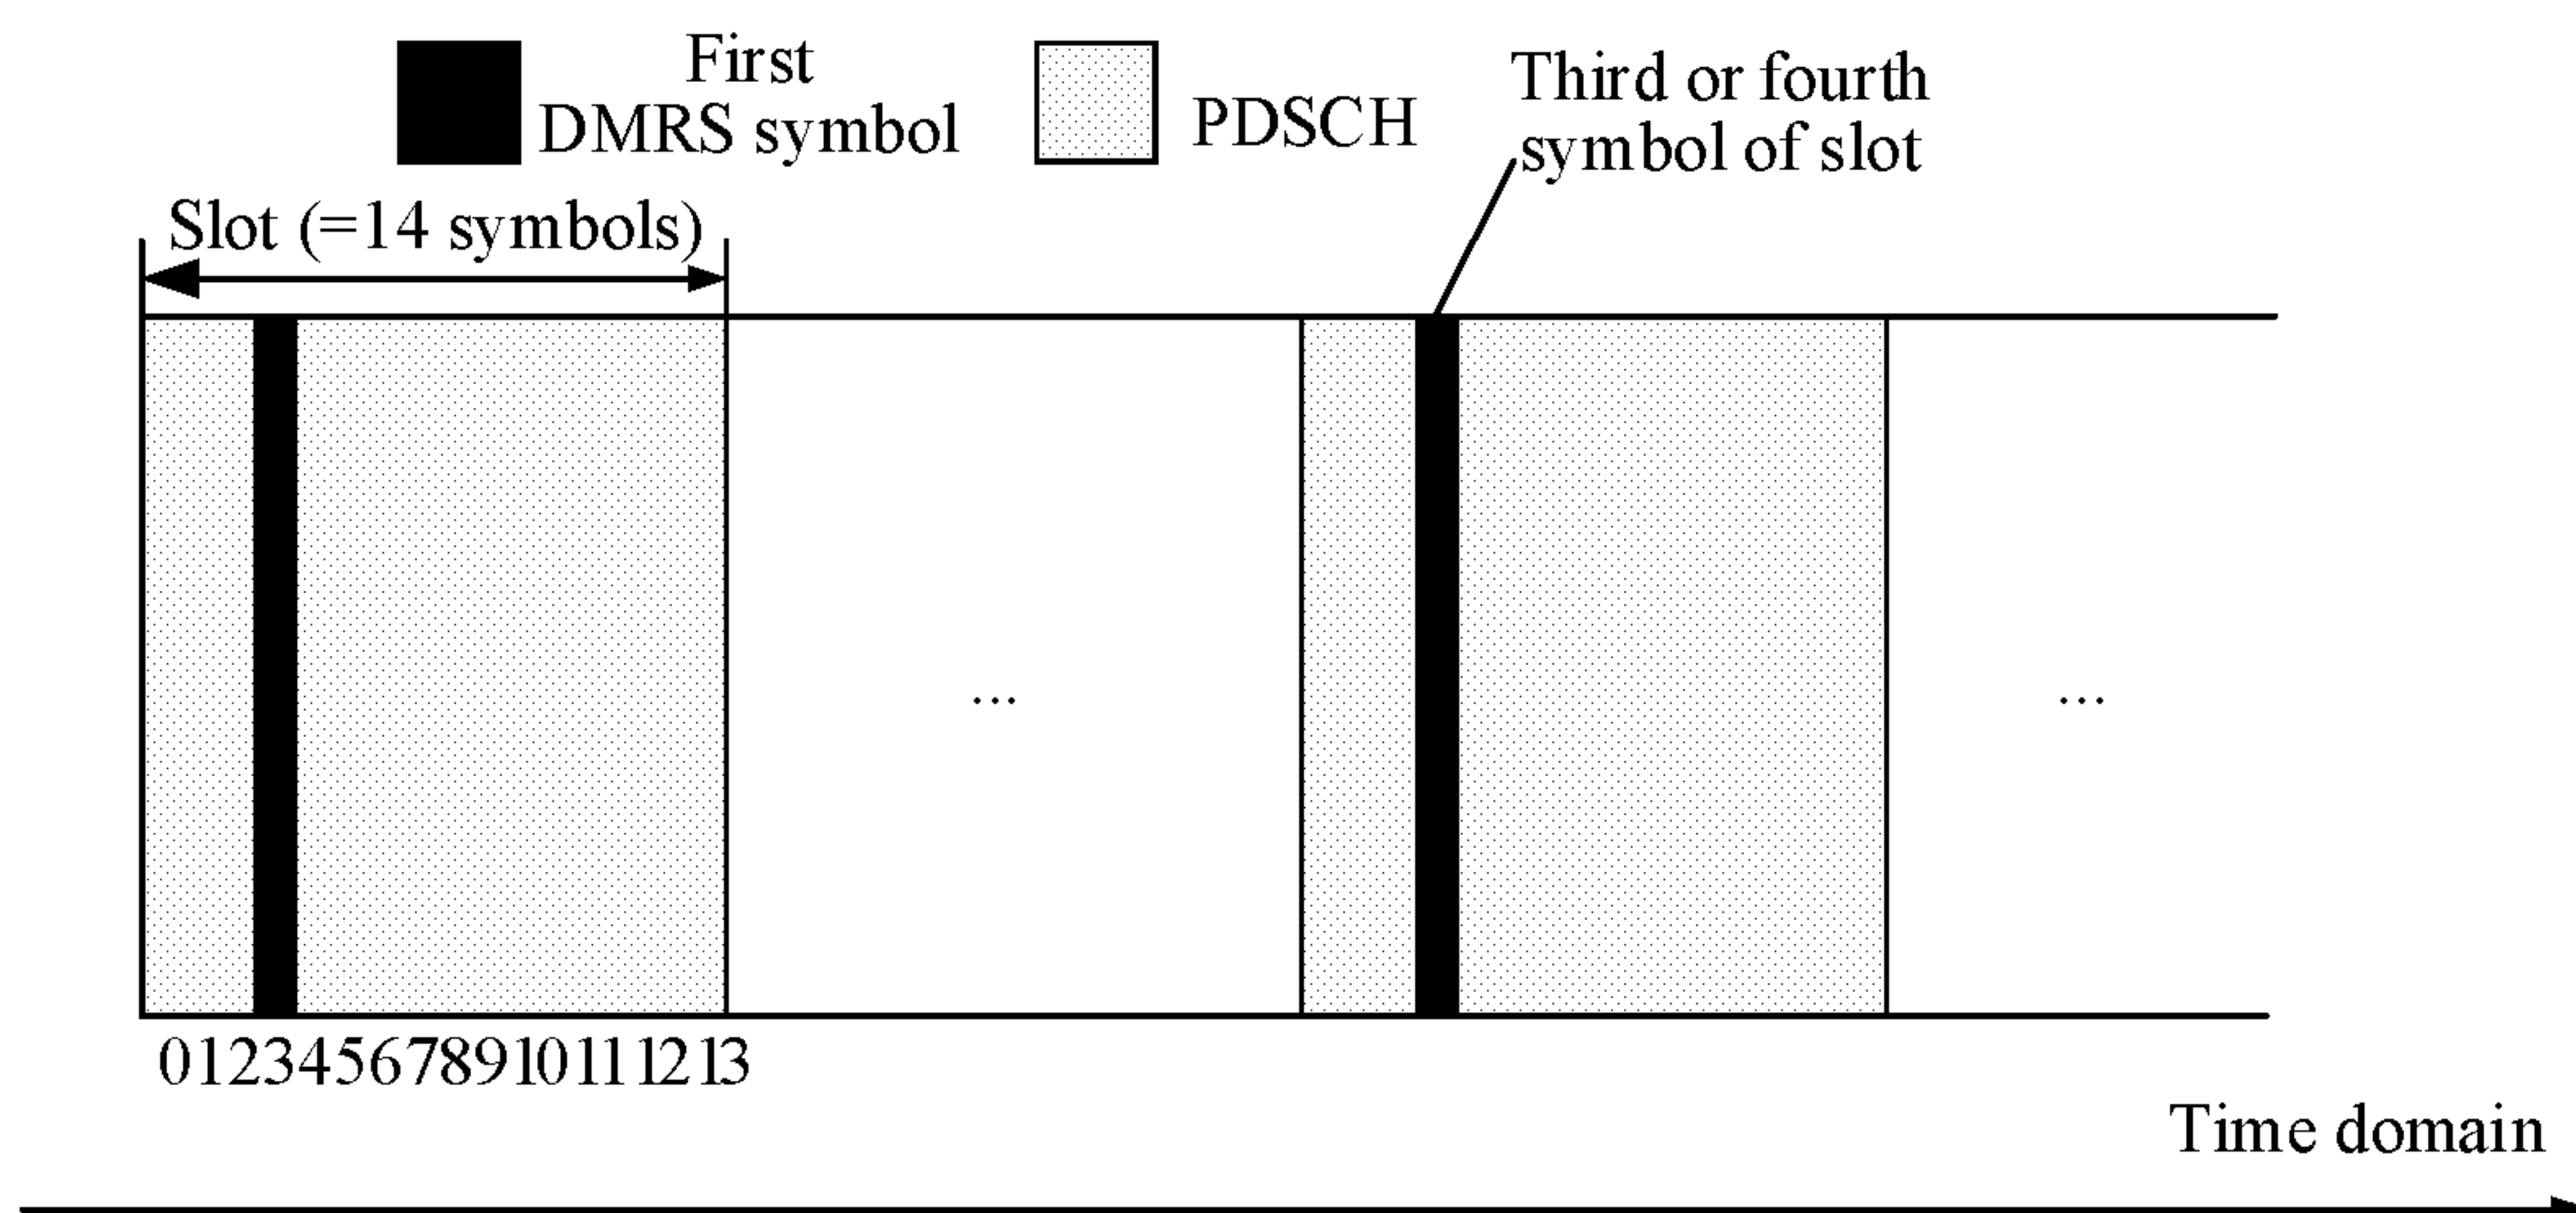 First
DMRS symbol
PDSCH
Third or fourth
symbol of slot
Slot (=14 symbols)
...
...
012345678910111213
Time domain